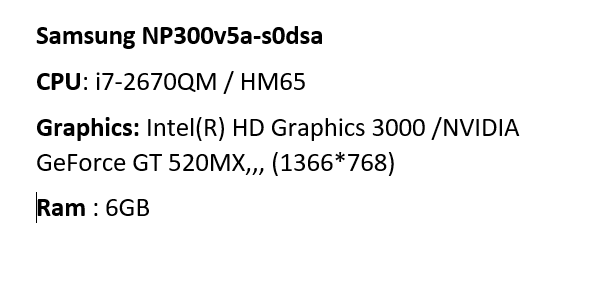 Samsung NP300v5a-s0dsa
CPU: i7-2670QM / HM65
Graphics: Intel(R) HD Graphics 3000 /NVIDIA
GeForce GT 520MX,,, (1366*768)
Ram : 6GB